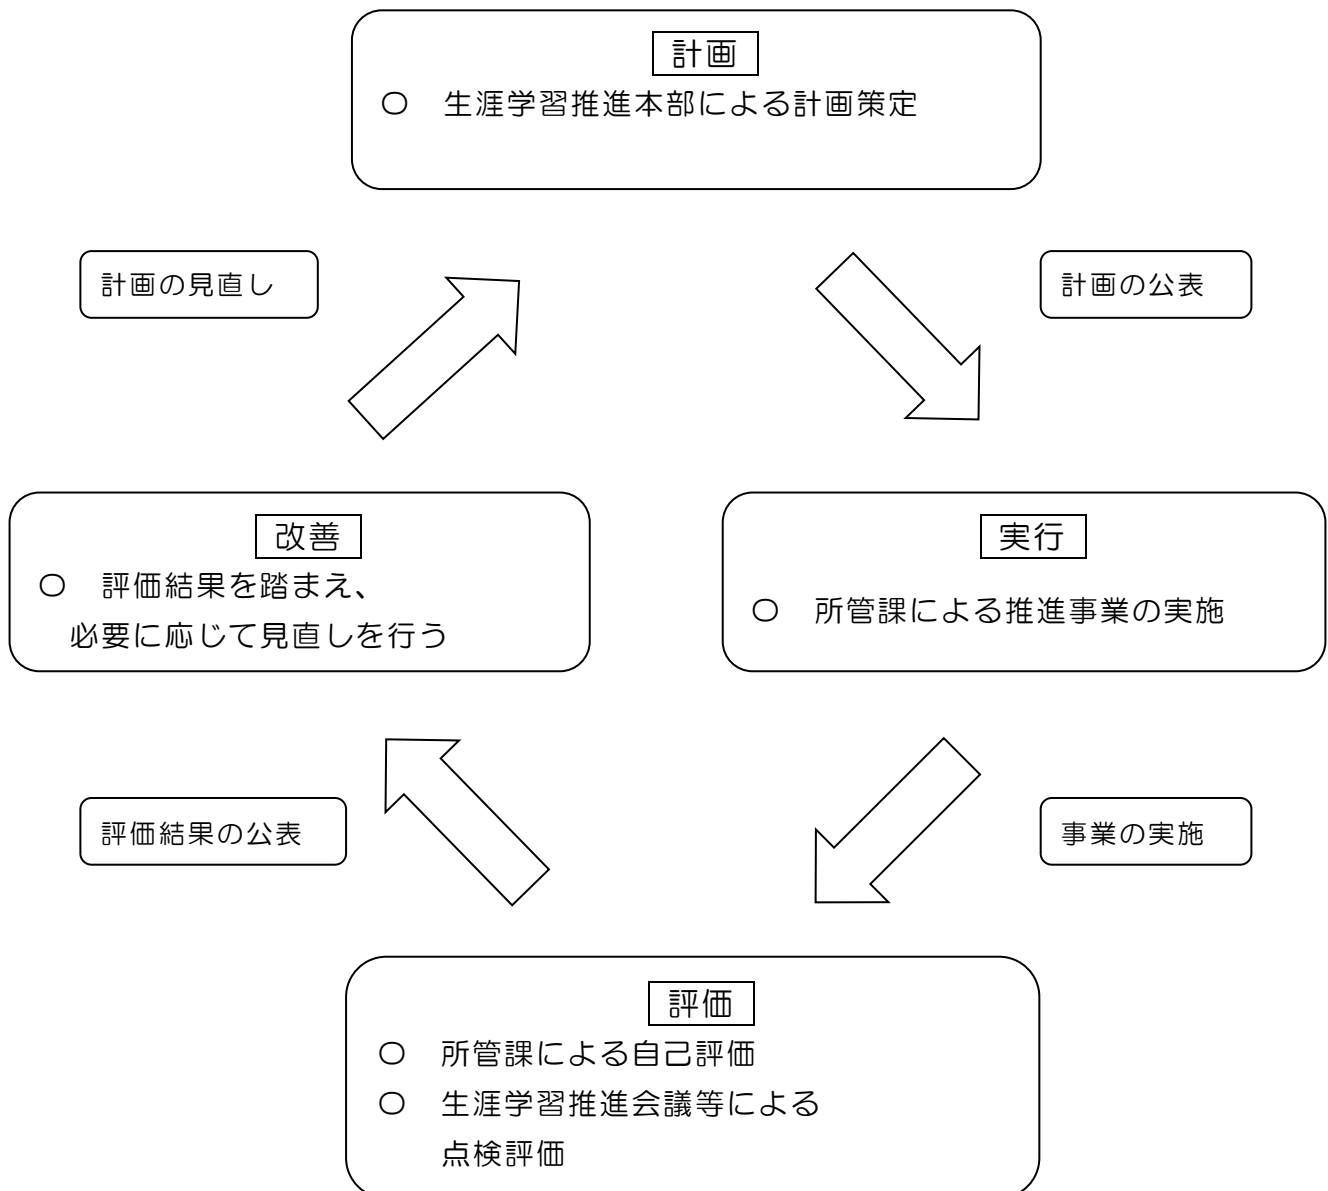 計画
○ 生涯学習推進本部による計画策定
計画の見直し
計画の公表
改善
○ 評価結果を踏まえ、
必要に応じて見直しを行う
実行
○ 所管課による推進事業の実施
評価結果の公表
事業の実施
評価
○ 所管課による自己評価
○ 生涯学習推進会議等による
点検評価